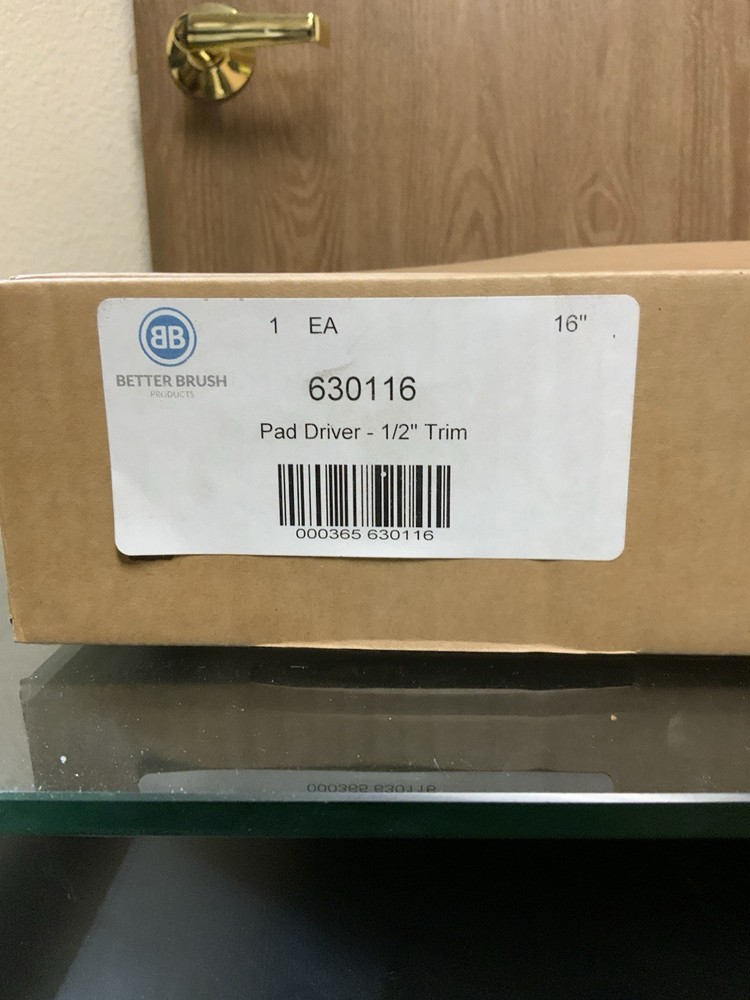 BB
BETTER BRUSH
PRODUCTS
1 EA 16"
630116
Pad Driver - 1/2" Trim
000365 630116